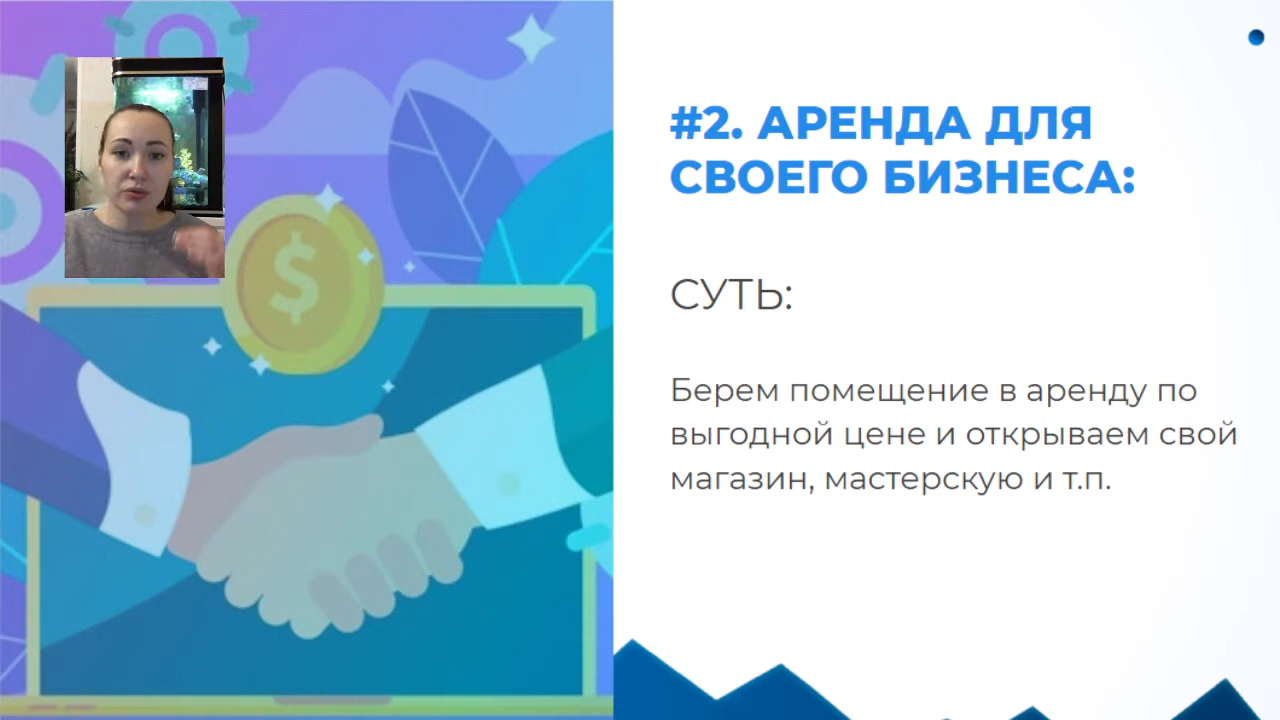 #2. АРЕНДА ДЛЯ
СВОЕГО БИЗНЕСА:
СУТЬ:
Берем помещение в аренду по
выгодной цене и открываем свой
магазин, мастерскую и т.п.
$